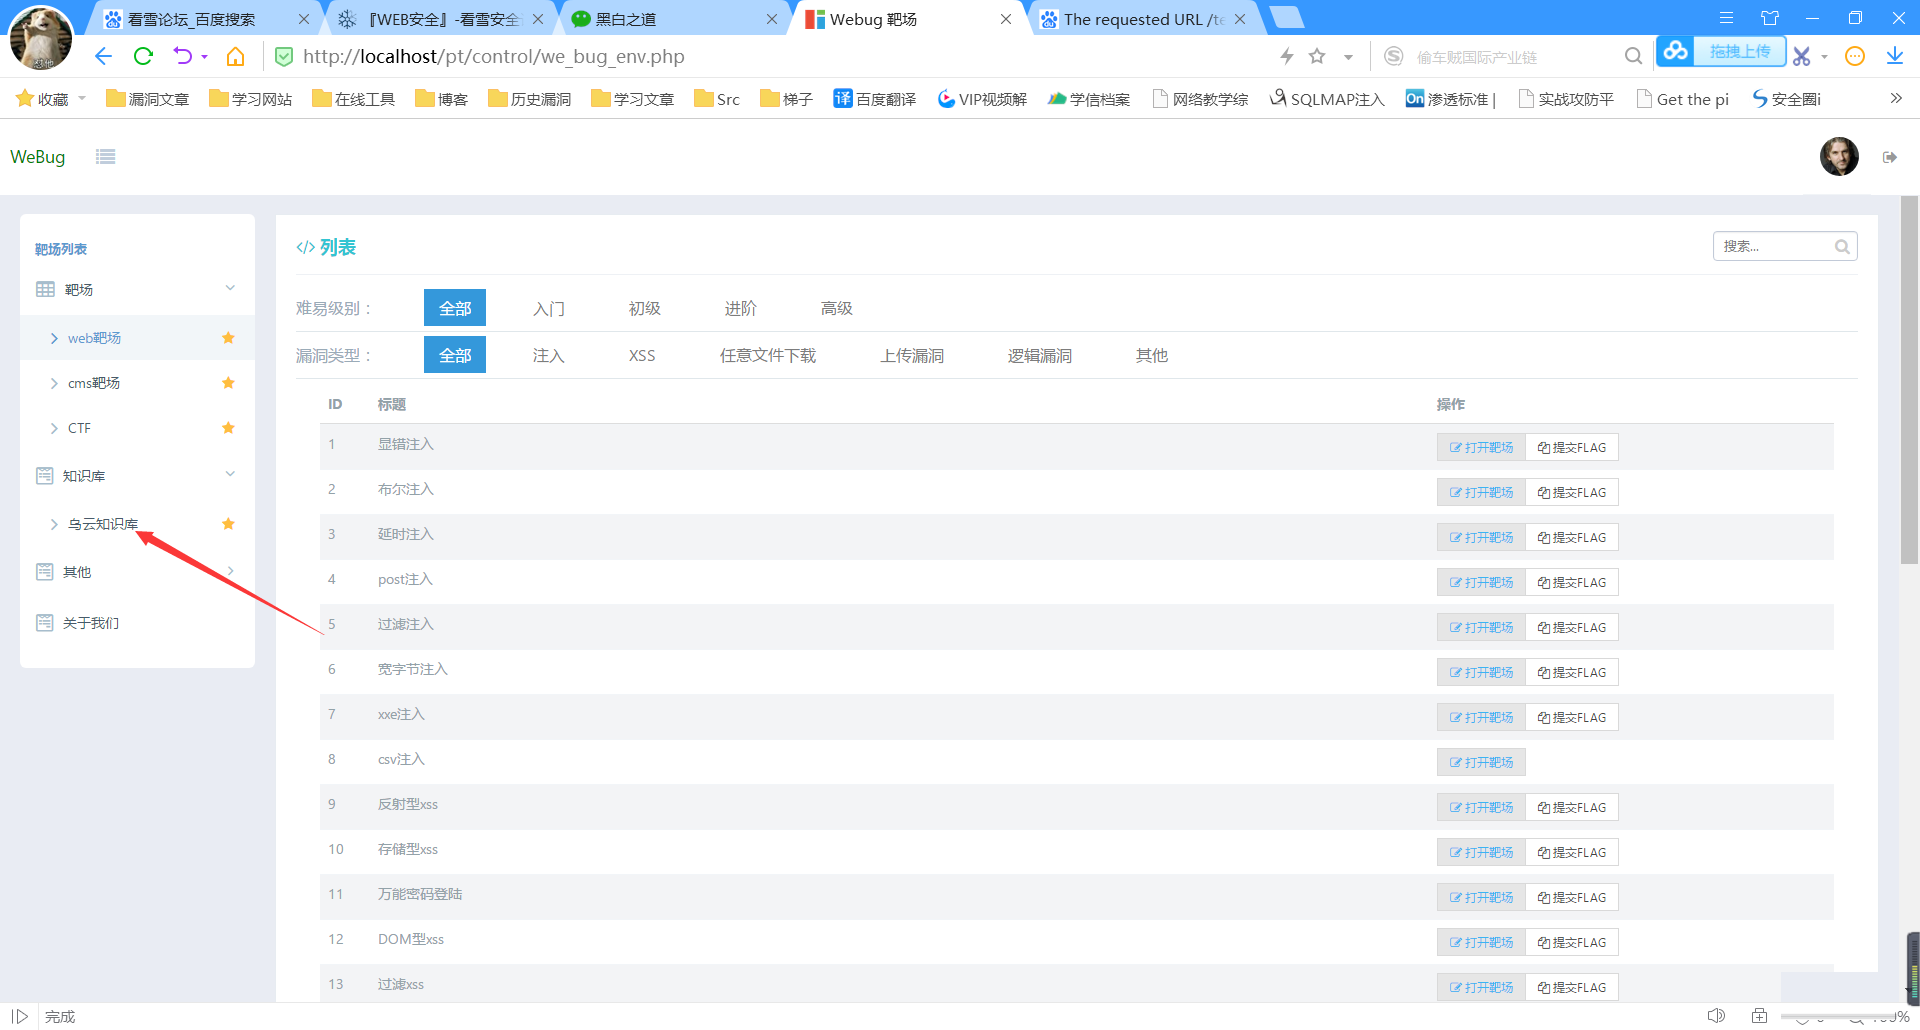 看雪论坛_百度搜索
『WEB安全』-看雪安全
黑白之道
Webug 靶场
The requested URL /te
怼他
http://localhost/pt/control/we_bug_env.php
偷车贼国际产业链
拖拽上传
收藏
漏洞文章
学习网站
在线工具
博客
历史漏洞
学习文章
Src
梯子
译 百度翻译
VIP视频解
学信档案
网络教学综
SQLMAP注入
On 渗透标准 |
实战攻防平
Get the pi
安全圈i
WeBug
靶场列表
靶场
web靶场
cms靶场
CTF
知识库
乌云知识库
其他
关于我们
</> 列表
搜索...
难易级别： 全部 入门 初级 进阶 高级
漏洞类型： 全部 注入 XSS 任意文件下载 上传漏洞 逻辑漏洞 其他
ID 标题 操作
1 显错注入 打开靶场 提交FLAG
2 布尔注入 打开靶场 提交FLAG
3 延时注入 打开靶场 提交FLAG
4 post注入 打开靶场 提交FLAG
5 过滤注入 打开靶场 提交FLAG
6 宽字节注入 打开靶场 提交FLAG
7 xxe注入 打开靶场 提交FLAG
8 csv注入 打开靶场
9 反射型xss 打开靶场 提交FLAG
10 存储型xss 打开靶场 提交FLAG
11 万能密码登陆 打开靶场 提交FLAG
12 DOM型xss 打开靶场 提交FLAG
13 过滤xss 打开靶场 提交FLAG
完成